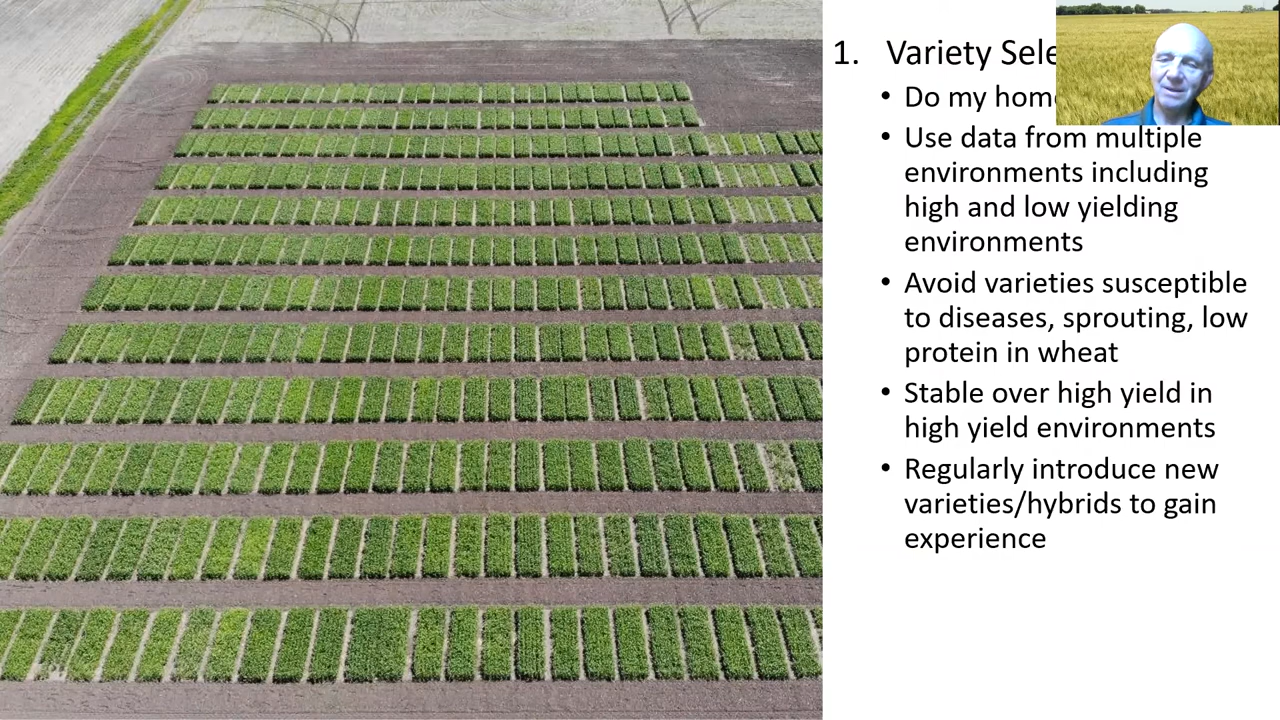 1. Variety Sele
• Do my hom
• Use data from multiple
environments including
high and low yielding
environments
• Avoid varieties susceptible
to diseases, sprouting, low
protein in wheat
• Stable over high yield in
high yield environments
• Regularly introduce new
varieties/hybrids to gain
experience